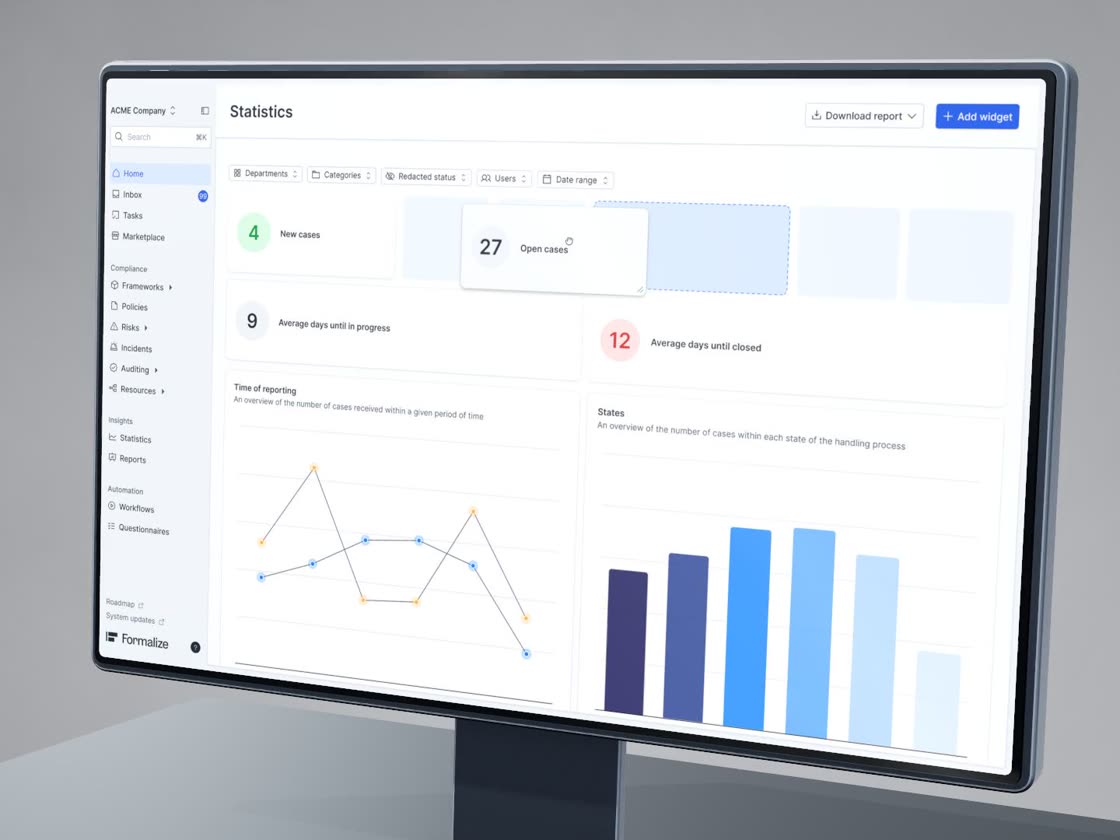 ACME Company
Search
⌘K
Home
Inbox
99
Tasks
Marketplace
Compliance
Frameworks
Policies
Risks
Incidents
Auditing
Resources
Insights
Statistics
Reports
Automation
Workflows
Questionnaires
Roadmap
System updates
Formalize
?
Statistics
Download report
+ Add widget
Departments
Categories
Redacted status
Users
Date range
4
New cases
27
Open cases
9
Average days until in progress
12
Average days until closed
Time of reporting
An overview of the number of cases received within a given period of time
States
An overview of the number of cases within each state of the handling process